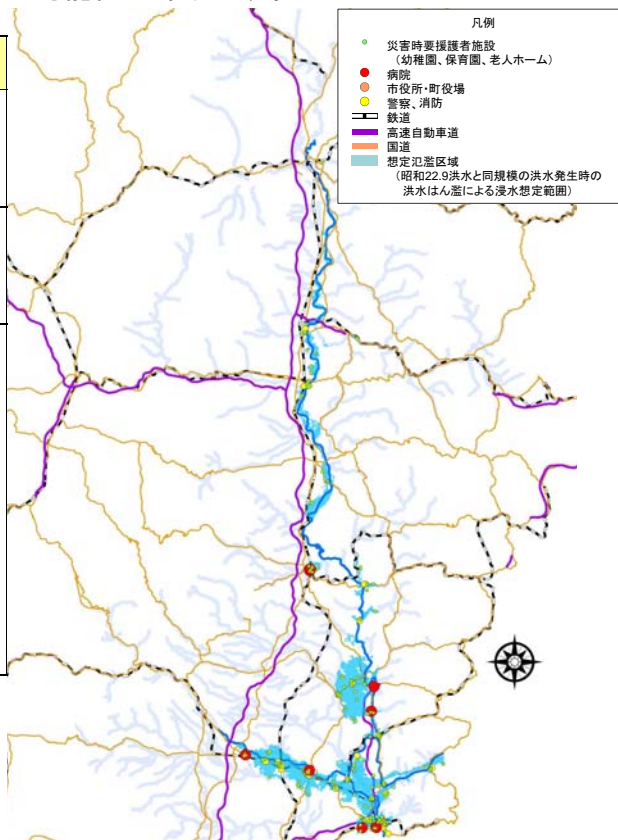 凡例
災害時要援護者施設
(幼稚園、保育園、老人ホーム)
病院
市役所・町役場
警察、消防
鉄道
高速自動車道
国道
想定氾濫区域
(昭和22.9洪水と同規模の洪水発生時の
洪水はん濫による浸水想定範囲)